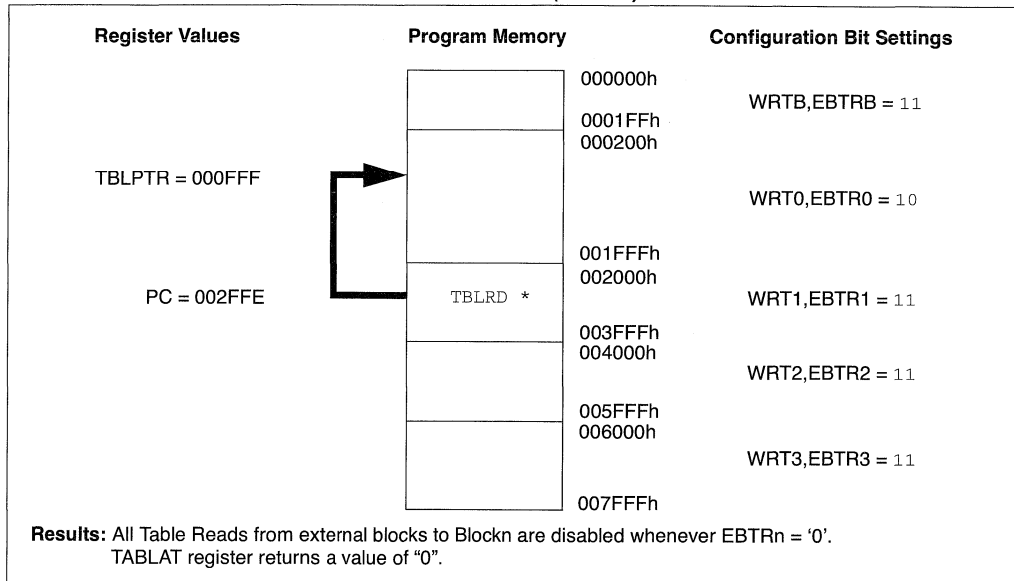 Register Values
Program Memory
Configuration Bit Settings
000000h
WRTB,EBTRB = 11
0001FFh
000200h
TBLPTR = 000FFF
WRT0,EBTR0 = 10
001FFFh
002000h
PC = 002FFE
TBLRD *
WRT1,EBTR1 = 11
003FFFh
004000h
WRT2,EBTR2 = 11
005FFFh
006000h
WRT3,EBTR3 = 11
007FFFh
Results: All Table Reads from external blocks to Blockn are disabled whenever EBTRn = '0'.
TABLAT register returns a value of "0".